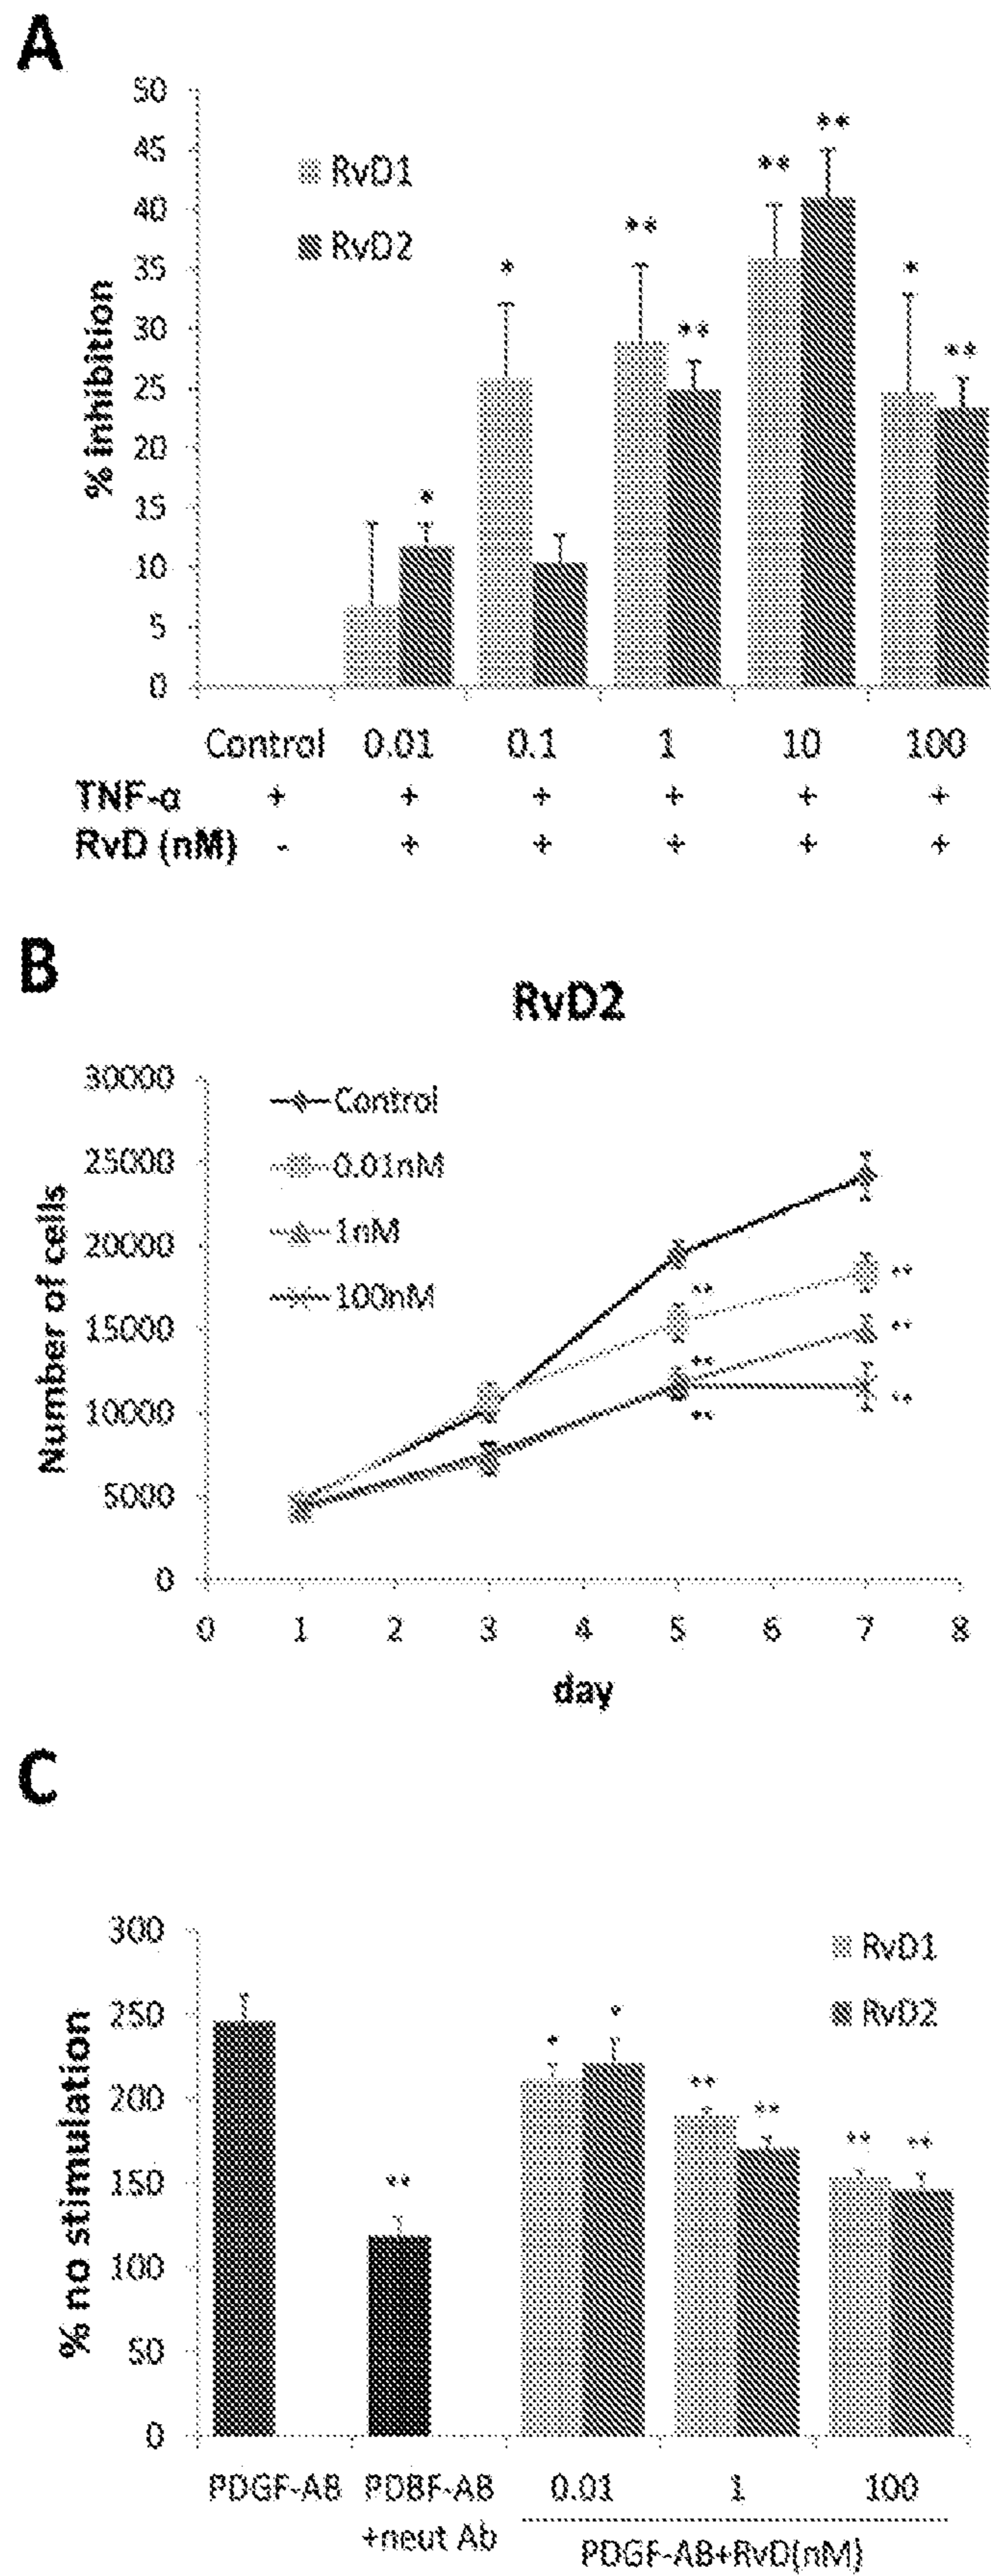 A
50
45
40
35
30
25
20
15
10
5
0
% inhibition
RvD1
RvD2
*
*
**
**
**
**
*
**
Control 0.01 0.1 1 10 100
TNF-α + + + + + +
RvD (nM) - + + + + +
B
RvD2
30000
25000
20000
15000
10000
5000
0
Number of cells
Control
0.01nM
1nM
100nM
**
**
**
**
**
**
0 1 2 3 4 5 6 7 8
day
C
300
250
200
150
100
50
0
% no stimulation
RvD1
RvD2
**
*
*
**
**
**
**
PDGF-AB PDBF-AB 0.01 1 100
+neut Ab
PDGF-AB+RvD(nM)